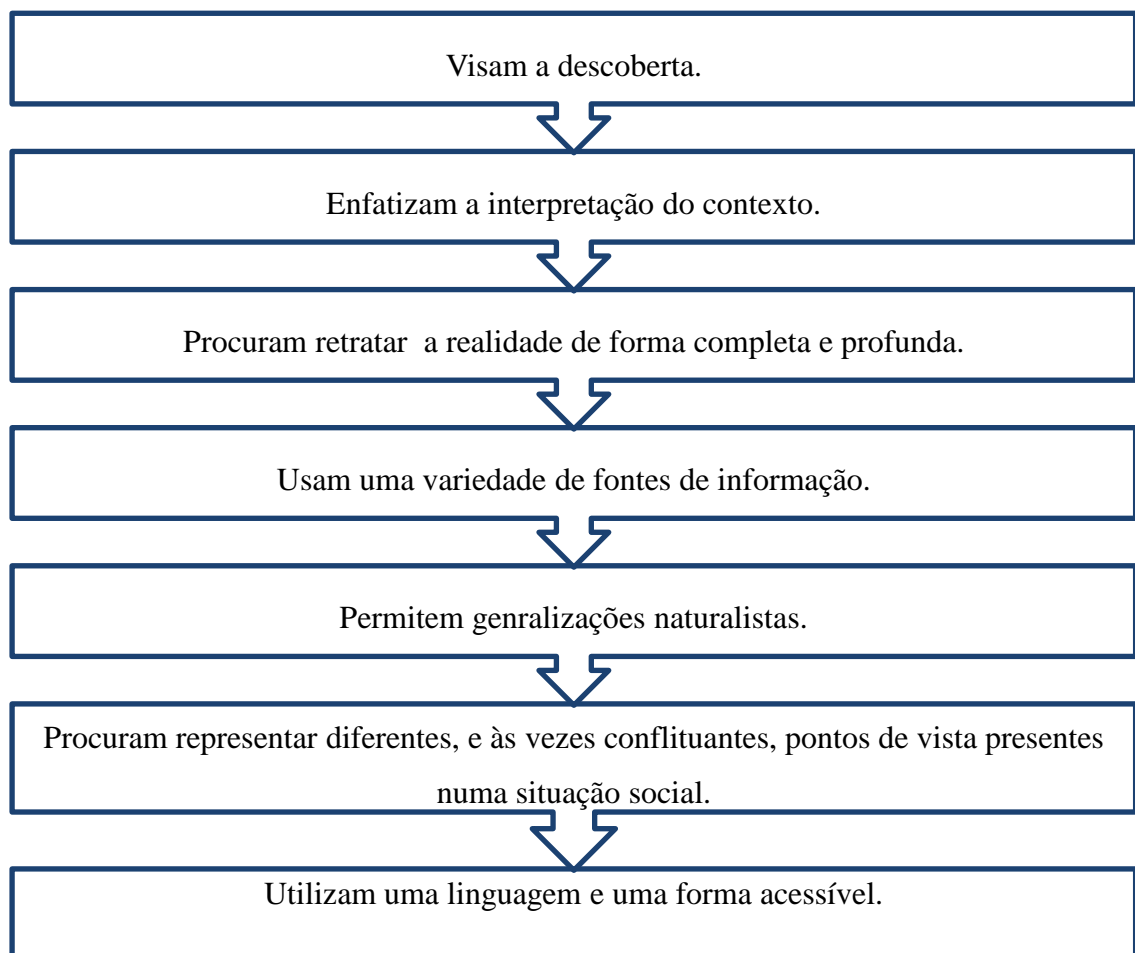 Visam a descoberta.
Enfatizam a interpretação do contexto.
Procuram retratar  a realidade de forma completa e profunda.
Usam uma variedade de fontes de informação.
Permitem genralizações naturalistas.
Procuram representar diferentes, e às vezes conflituantes, pontos de vista presentes
numa situação social.
Utilizam uma linguagem e uma forma acessível.